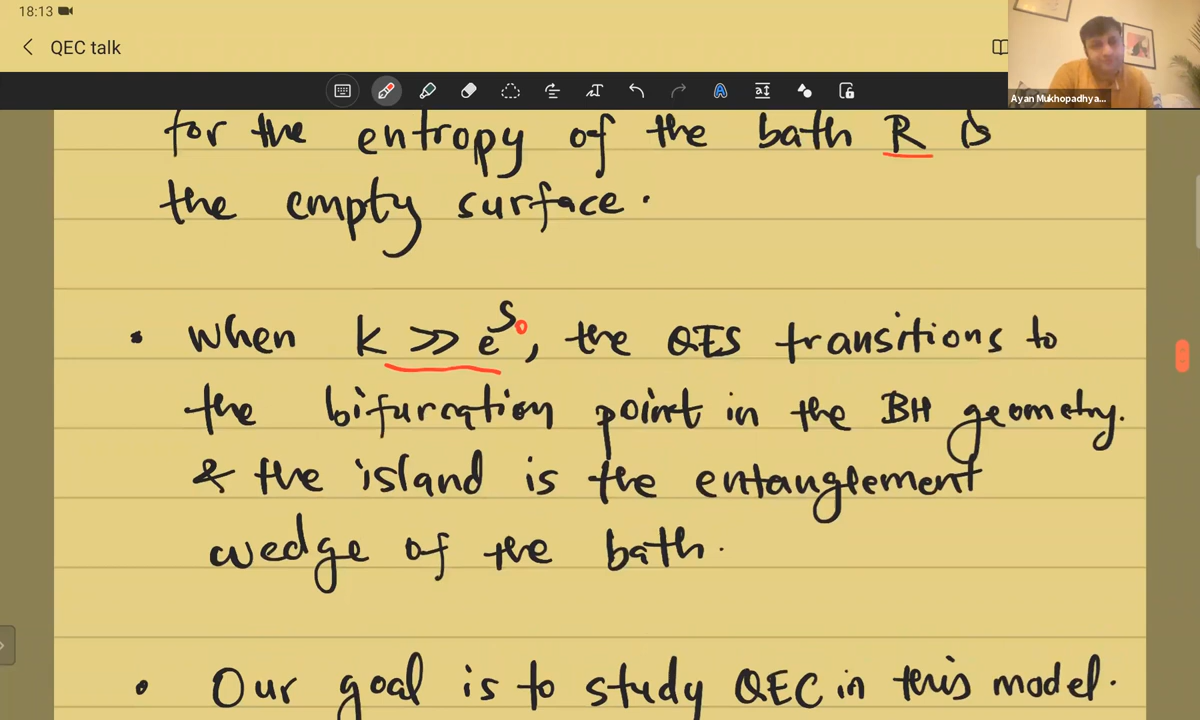 18:13
QEC talk
Ayan Mukhopadhya...
for the entropy of the bath R is
the empty surface.
• when k >> e^S₀, the QES transitions to
the bifurcation point in the BH geometry.
& the island is the entanglement
wedge of the bath.
• Our goal is to study QEC in this model.